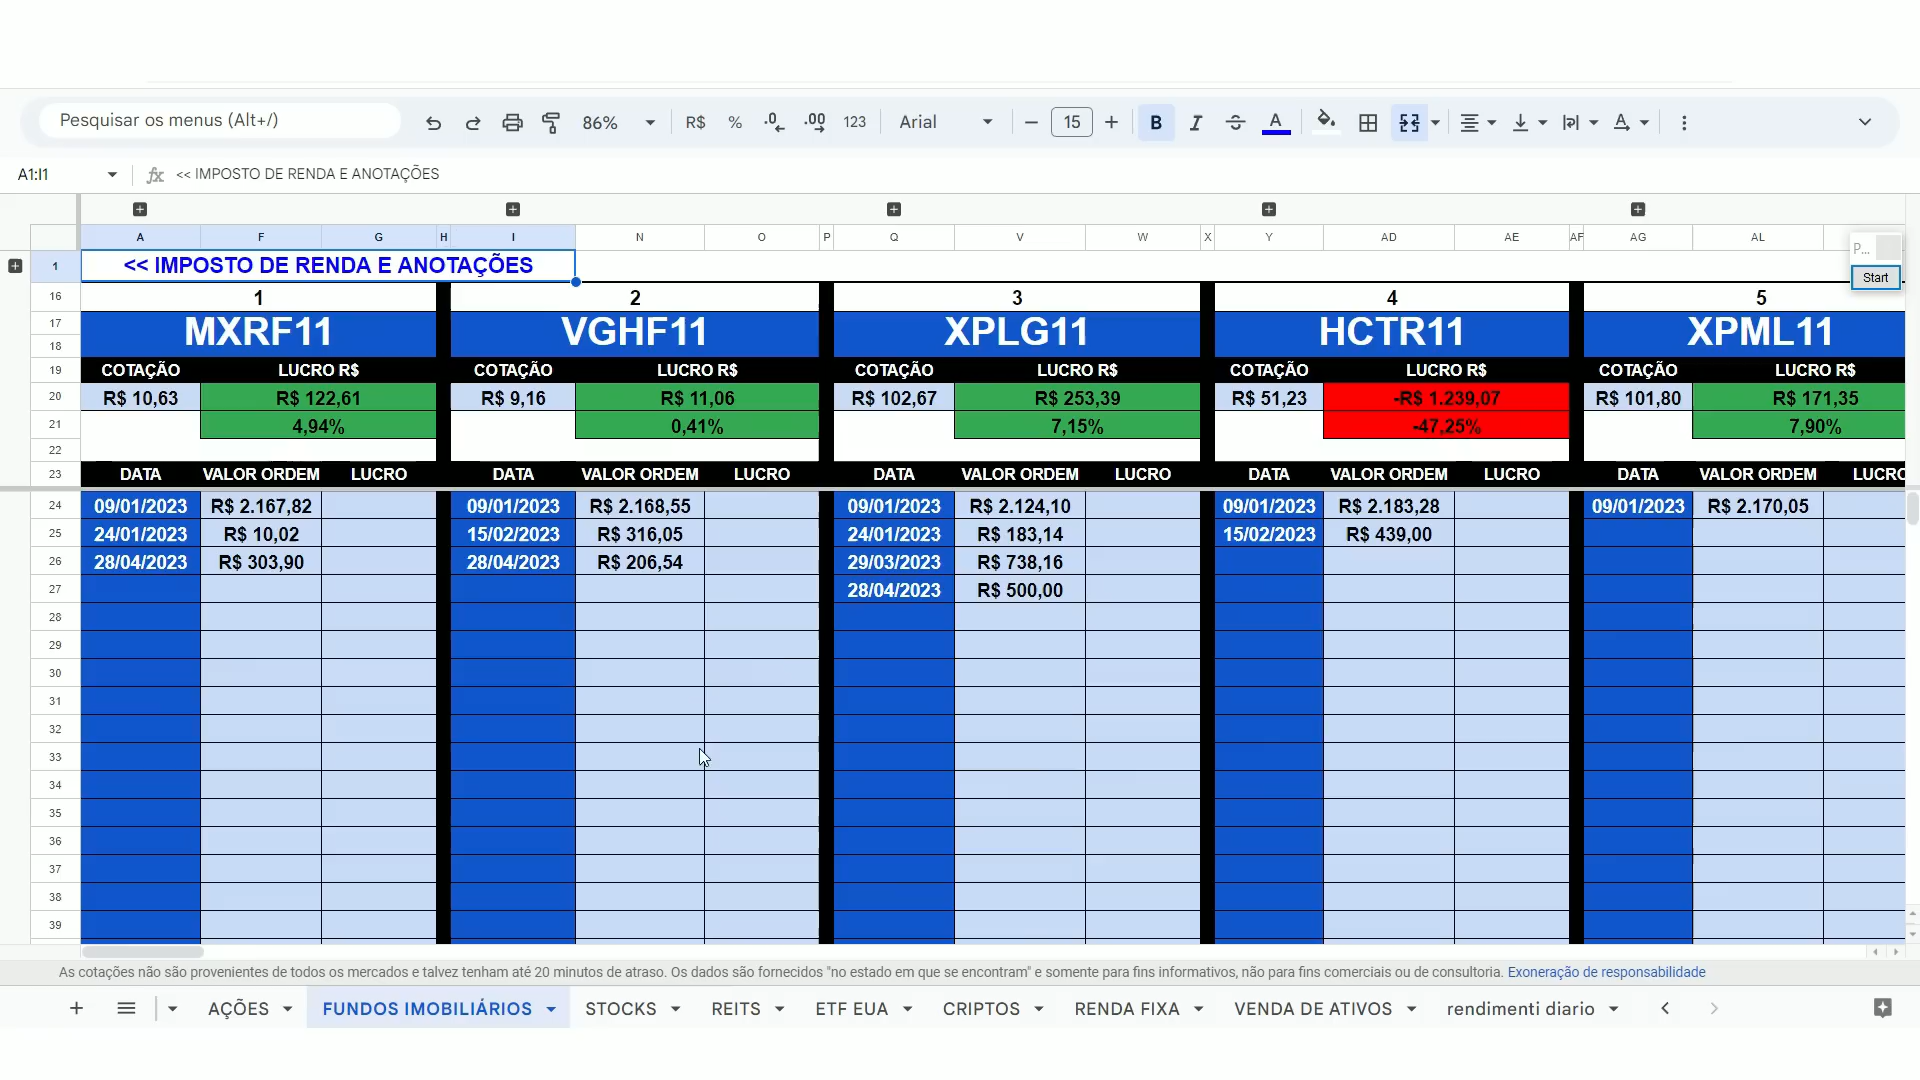 Pesquisar os menus (Alt+/)
86%
R$ % .0 .00 123
Arial
15
B I A
A1:I1
fx << IMPOSTO DE RENDA E ANOTAÇÕES
A F G H I N O P Q V W X Y AD AE AF AG AL
P...
Start
1 << IMPOSTO DE RENDA E ANOTAÇÕES
16 1 2 3 4 5
17 MXRF11 VGHF11 XPLG11 HCTR11 XPML11
18
19 COTAÇÃO LUCRO R$ COTAÇÃO LUCRO R$ COTAÇÃO LUCRO R$ COTAÇÃO LUCRO R$ COTAÇÃO LUCRO R$
20 R$ 10,63 R$ 122,61 R$ 9,16 R$ 11,06 R$ 102,67 R$ 253,39 R$ 51,23 -R$ 1.239,07 R$ 101,80 R$ 171,35
21 4,94% 0,41% 7,15% -47,25% 7,90%
22
23 DATA VALOR ORDEM LUCRO DATA VALOR ORDEM LUCRO DATA VALOR ORDEM LUCRO DATA VALOR ORDEM LUCRO DATA VALOR ORDEM LUCRO
24 09/01/2023 R$ 2.167,82 09/01/2023 R$ 2.168,55 09/01/2023 R$ 2.124,10 09/01/2023 R$ 2.183,28 09/01/2023 R$ 2.170,05
25 24/01/2023 R$ 10,02 15/02/2023 R$ 316,05 24/01/2023 R$ 183,14 15/02/2023 R$ 439,00
26 28/04/2023 R$ 303,90 28/04/2023 R$ 206,54 29/03/2023 R$ 738,16
27 28/04/2023 R$ 500,00
28
29
30
31
32
33
34
35
36
37
38
39
As cotações não são provenientes de todos os mercados e talvez tenham até 20 minutos de atraso. Os dados são fornecidos "no estado em que se encontram" e somente para fins informativos, não para fins comerciais ou de consultoria. Exoneração de responsabilidade
AÇÕES FUNDOS IMOBILIÁRIOS STOCKS REITS ETF EUA CRIPTOS RENDA FIXA VENDA DE ATIVOS rendimenti diario